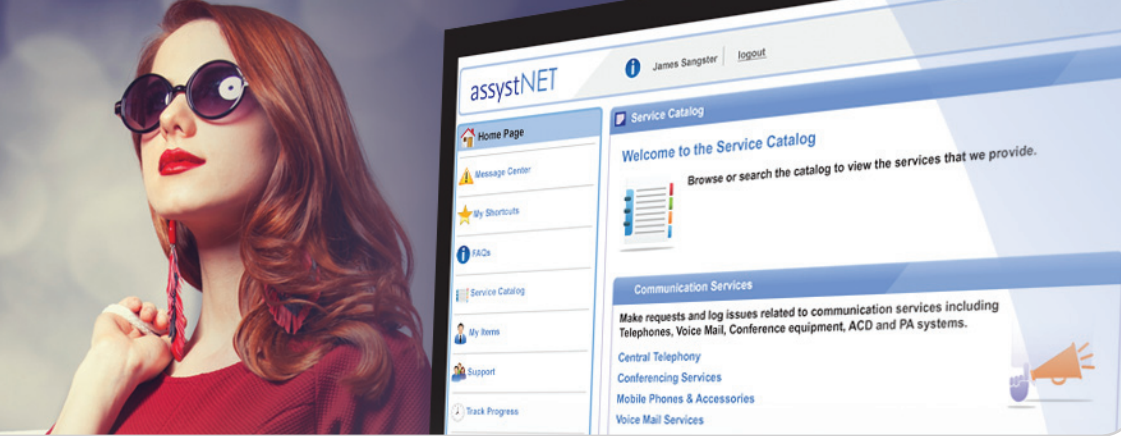 assystNET
James Sangster
logout
Home Page
Message Center
My Shortcuts
FAQs
Service Catalog
My Items
Support
Track Progress
Service Catalog
Welcome to the Service Catalog
Browse or search the catalog to view the services that we provide.
Communication Services
Make requests and log issues related to communication services including
Telephones, Voice Mail, Conference equipment, ACD and PA systems.
Central Telephony
Conferencing Services
Mobile Phones & Accessories
Voice Mail Services